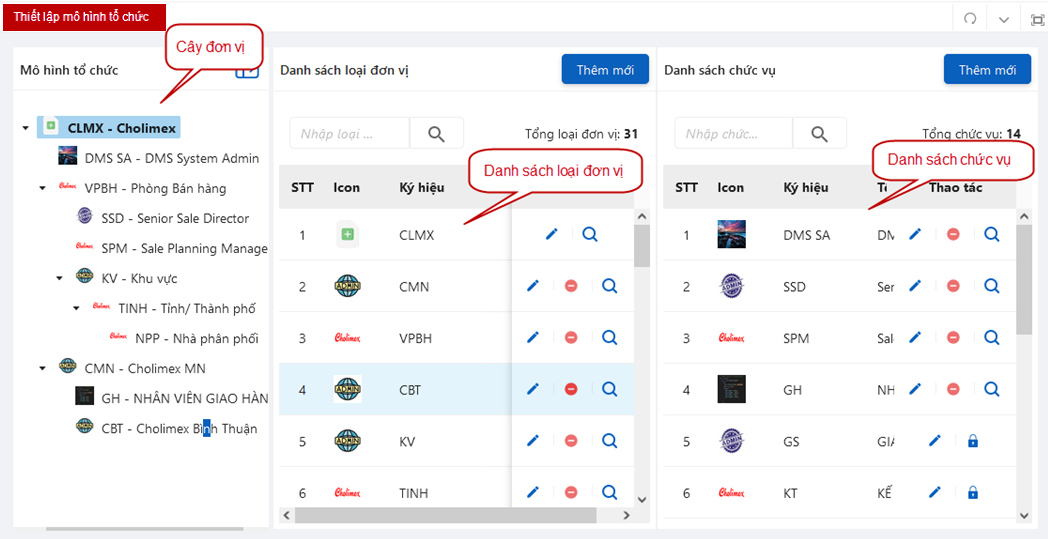 Thiết lập mô hình tổ chức
Cây đơn vị
Mô hình tổ chức
CLMX - Cholimex
DMS SA - DMS System Admin
VPBH - Phòng Bán hàng
SSD - Senior Sale Director
SPM - Sale Planning Manage
KV - Khu vực
TINH - Tỉnh/ Thành phố
NPP - Nhà phân phối
CMN - Cholimex MN
GH - NHÂN VIÊN GIAO HÀN
CBT - Cholimex Bình Thuận
Danh sách loại đơn vị
Thêm mới
Nhập loại ...
Tổng loại đơn vị: 31
Danh sách loại đơn vị
STT Icon Ký hiệu
1 CLMX
2 ADMIN CMN
3 Cholimex VPBH
4 ADMIN CBT
5 ADMIN KV
6 Cholimex TINH
Danh sách chức vụ
Thêm mới
Nhập chức...
Tổng chức vụ: 14
Danh sách chức vụ
STT Icon Ký hiệu Thao tác
1 DMS SA DM
2 ADMIN SSD Ser
3 Cholimex SPM Sal
4 GH NH
5 ADMIN GS GIÁ
6 Cholimex KT KẾ